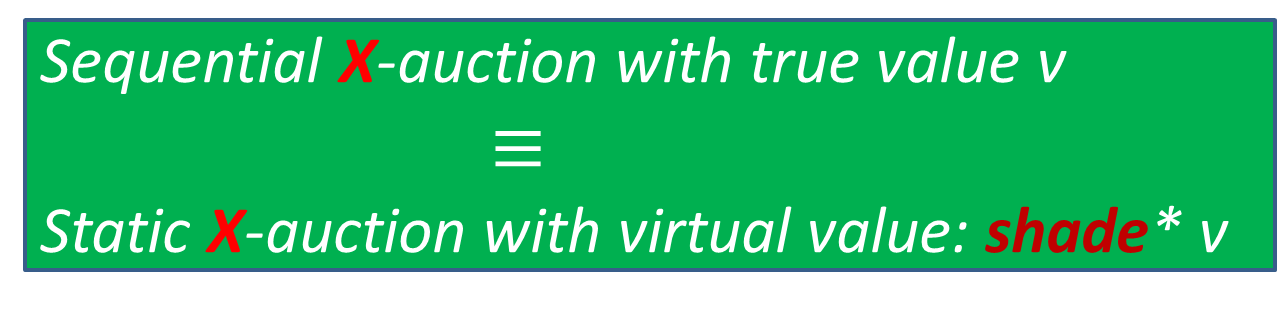 Sequential X-auction with true value v
≡
Static X-auction with virtual value: shade* v